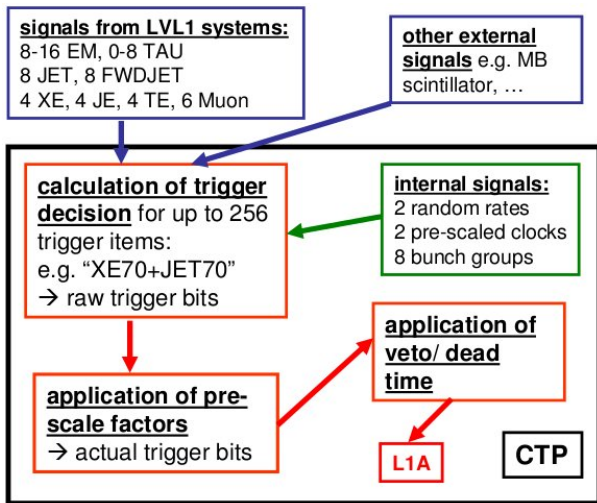 signals from LVL1 systems:
8-16 EM, 0-8 TAU
8 JET, 8 FWDJET
4 XE, 4 JE, 4 TE, 6 Muon
other external
signals e.g. MB
scintillator, …
calculation of trigger
decision for up to 256
trigger items:
e.g. “XE70+JET70”
→ raw trigger bits
internal signals:
2 random rates
2 pre-scaled clocks
8 bunch groups
application of pre-
scale factors
→ actual trigger bits
application of
veto/ dead
time
L1A
CTP